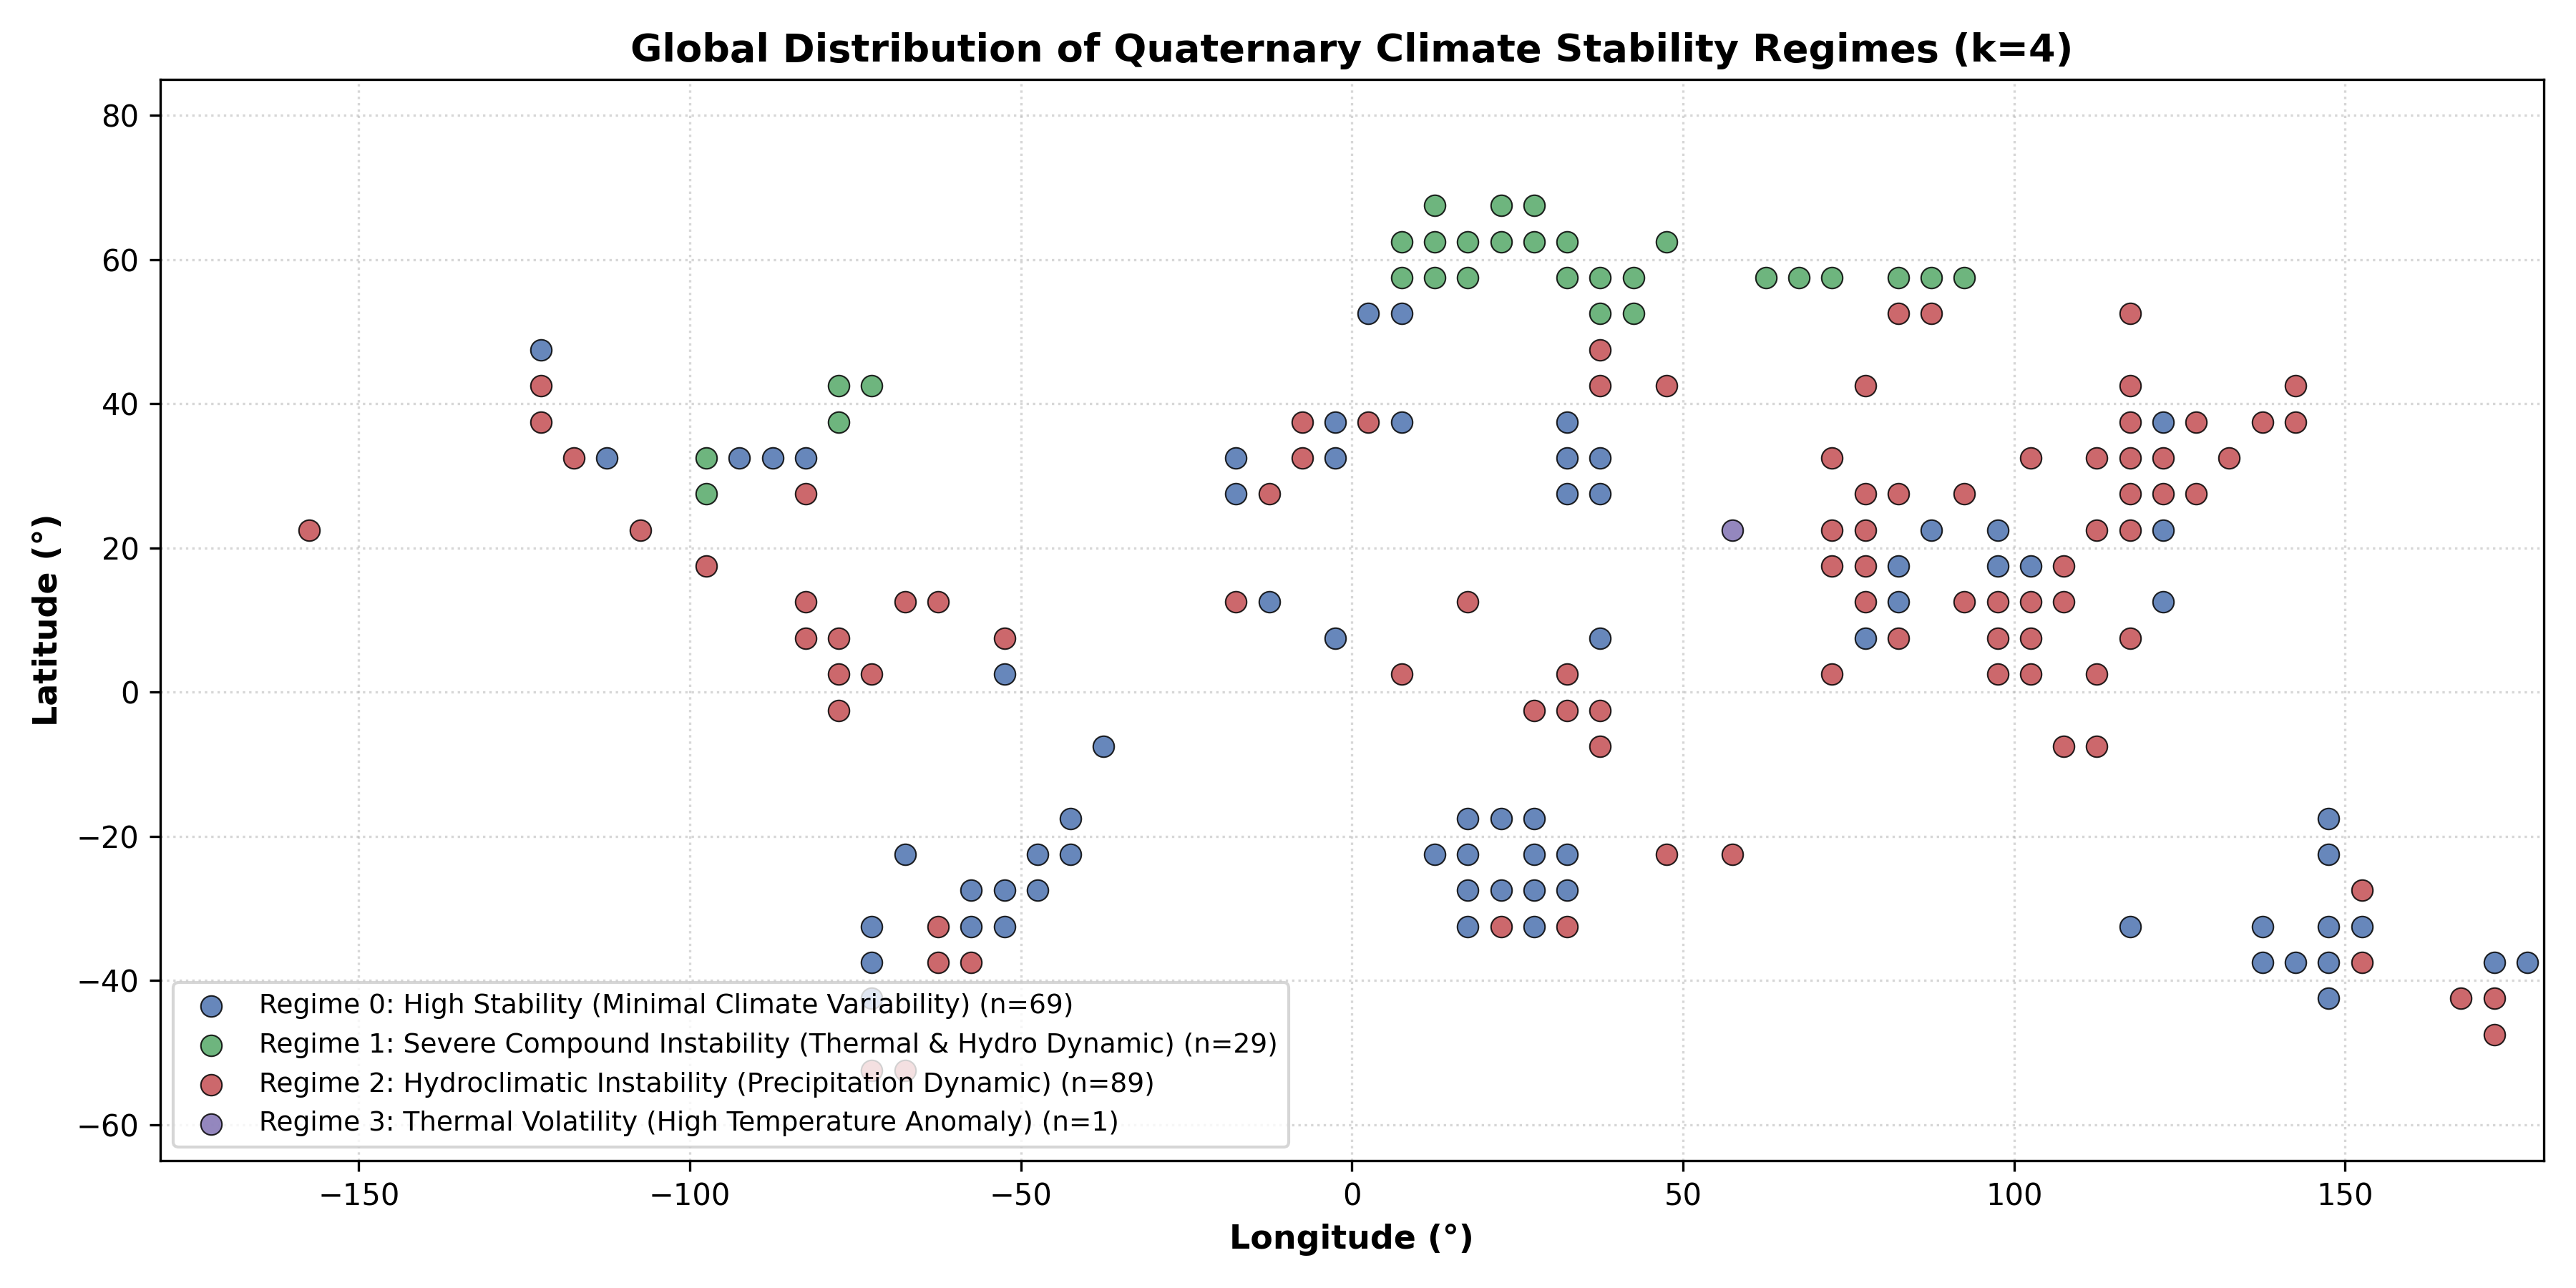 Global Distribution of Quaternary Climate Stability Regimes (k=4)
80
60
40
20
0
−20
−40
−60
Latitude (°)
Regime 0: High Stability (Minimal Climate Variability) (n=69)
Regime 1: Severe Compound Instability (Thermal & Hydro Dynamic) (n=29)
Regime 2: Hydroclimatic Instability (Precipitation Dynamic) (n=89)
Regime 3: Thermal Volatility (High Temperature Anomaly) (n=1)
−150 −100 −50 0 50 100 150
Longitude (°)